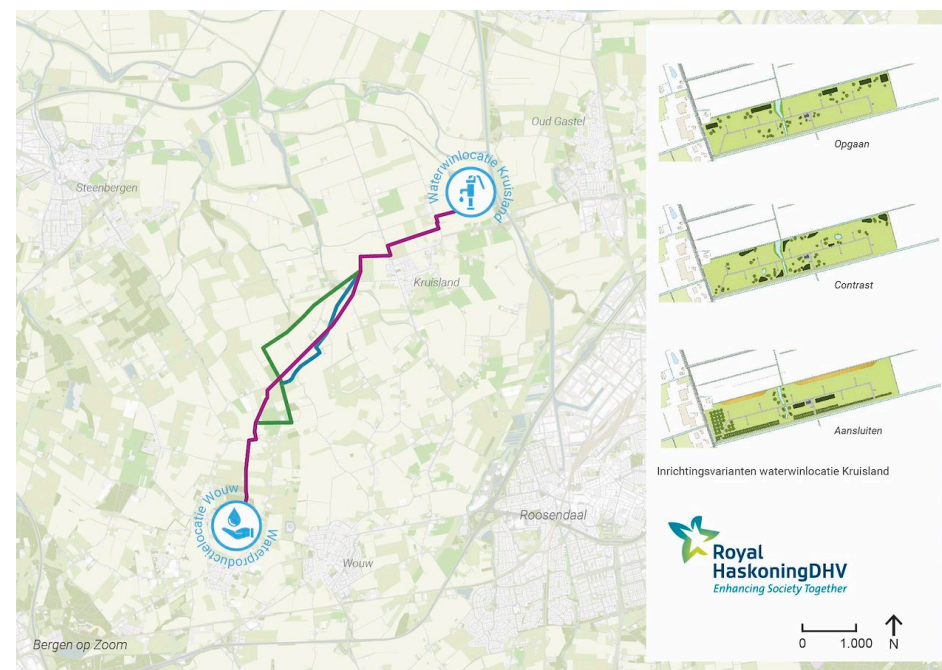 Oud Gastel
Steenbergen
Waterwinlocatie Kruisland
Kruisland
Roosendaal
Waterproductielocatie Wouw
Wouw
Bergen op Zoom
Opgaan
Contrast
Aansluiten
Inrichtingsvarianten waterwinlocatie Kruisland
Royal
HaskoningDHV
Enhancing Society Together
0 1.000 N